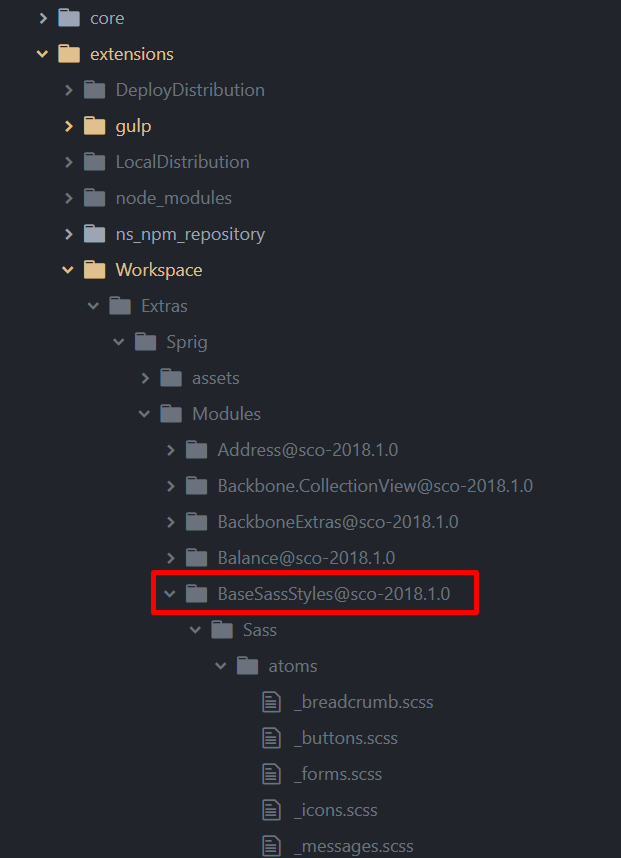 core
extensions
DeployDistribution
gulp
LocalDistribution
node_modules
ns_npm_repository
Workspace
Extras
Sprig
assets
Modules
Address@sco-2018.1.0
Backbone.CollectionView@sco-2018.1.0
BackboneExtras@sco-2018.1.0
Balance@sco-2018.1.0
BaseSassStyles@sco-2018.1.0
Sass
atoms
_breadcrumb.scss
_buttons.scss
_forms.scss
_icons.scss
_messages.scss